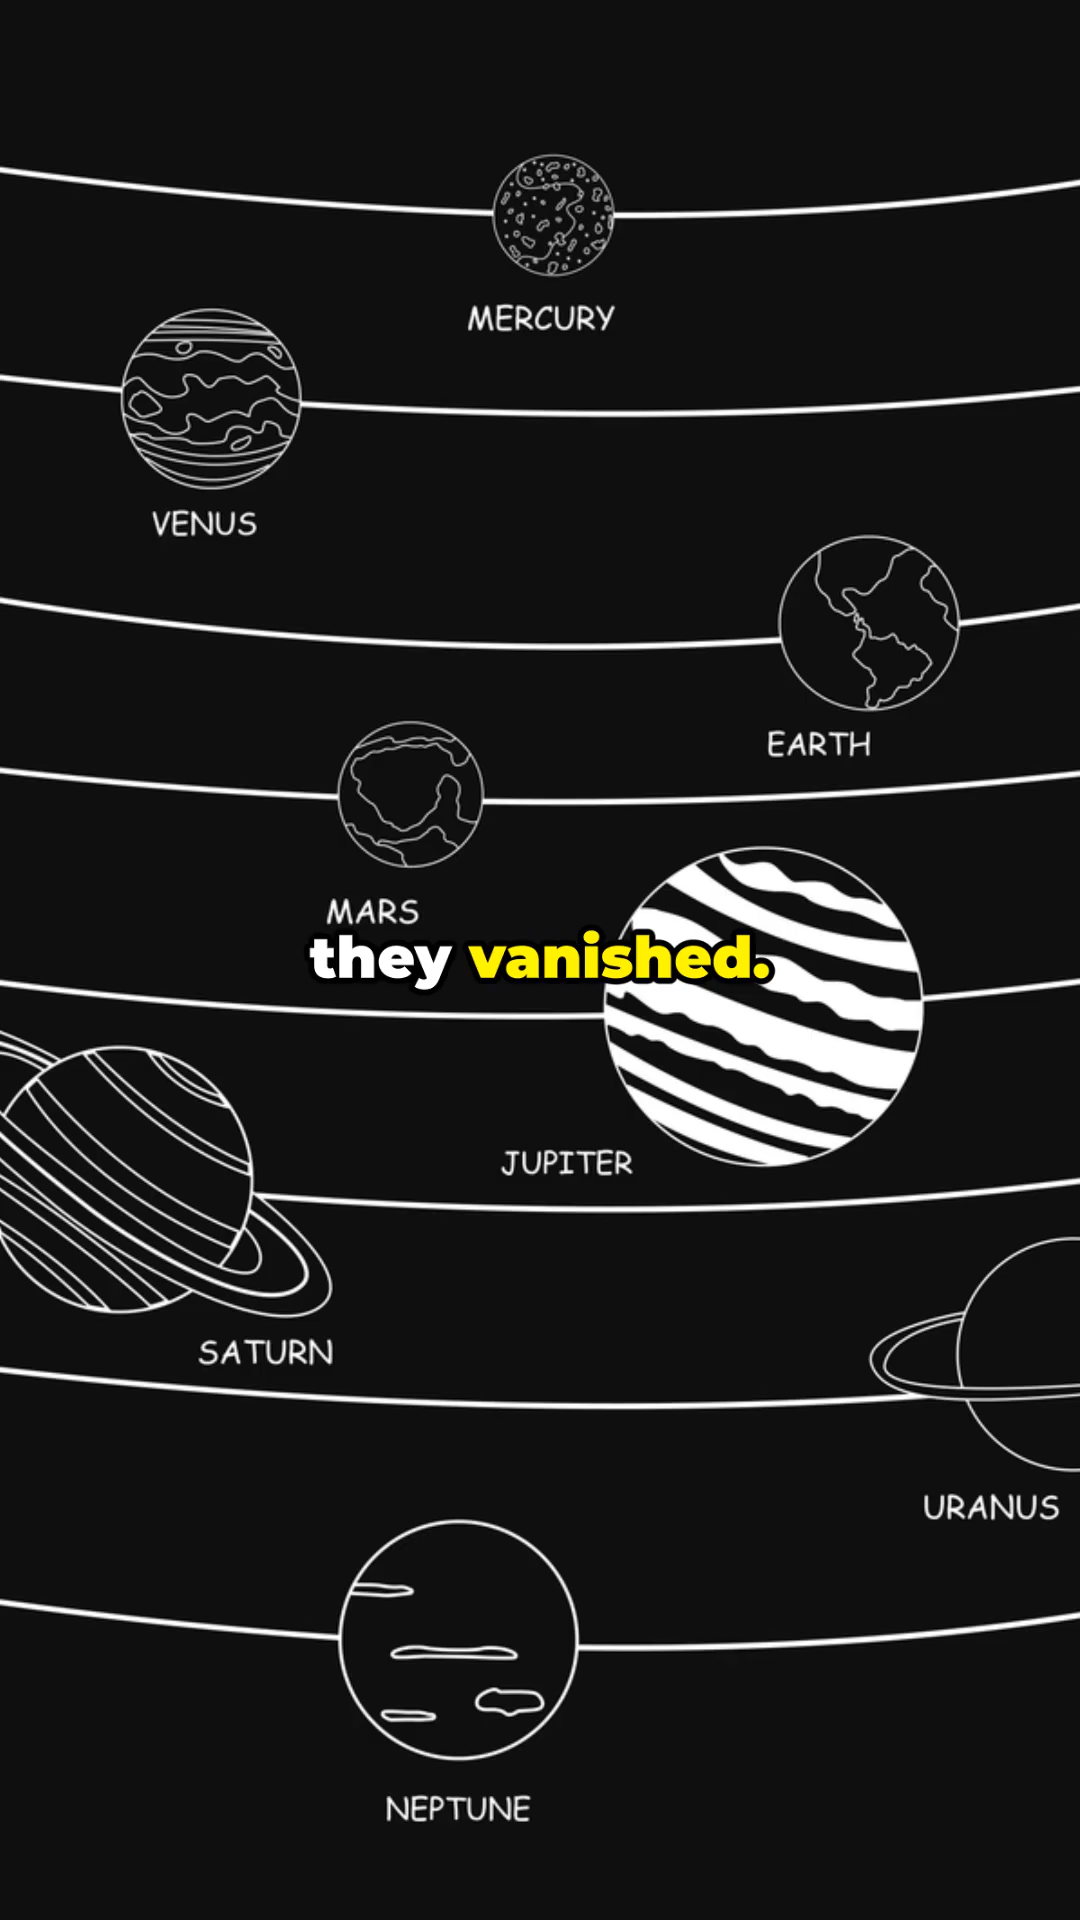 MERCURY
VENUS
EARTH
MARS
they vanished.
JUPITER
SATURN
URANUS
NEPTUNE